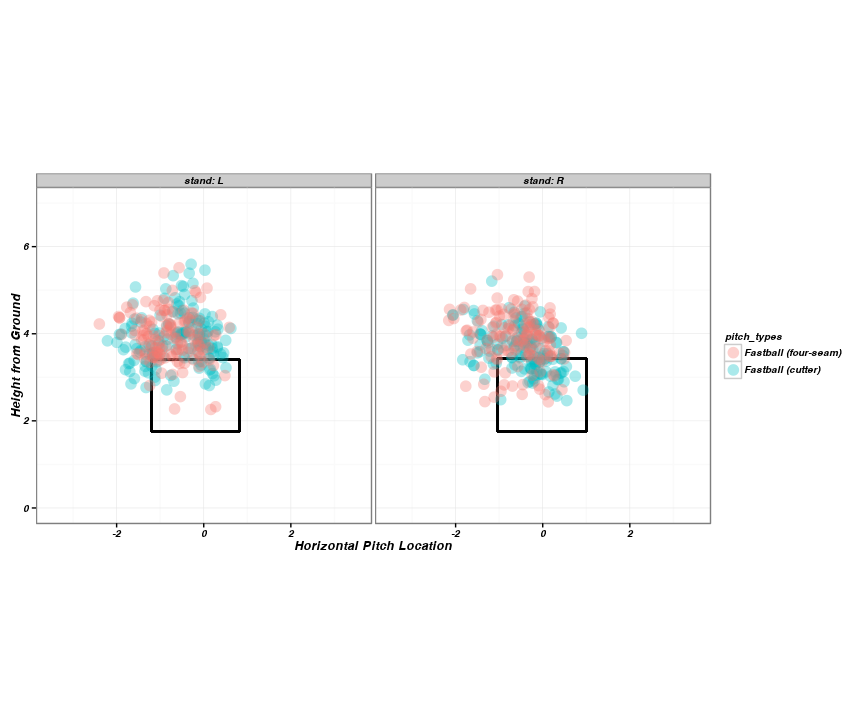 stand: L
stand: R
Height from Ground
6
4
2
0
-2
0
2
-2
0
2
Horizontal Pitch Location
pitch_types
Fastball (four-seam)
Fastball (cutter)